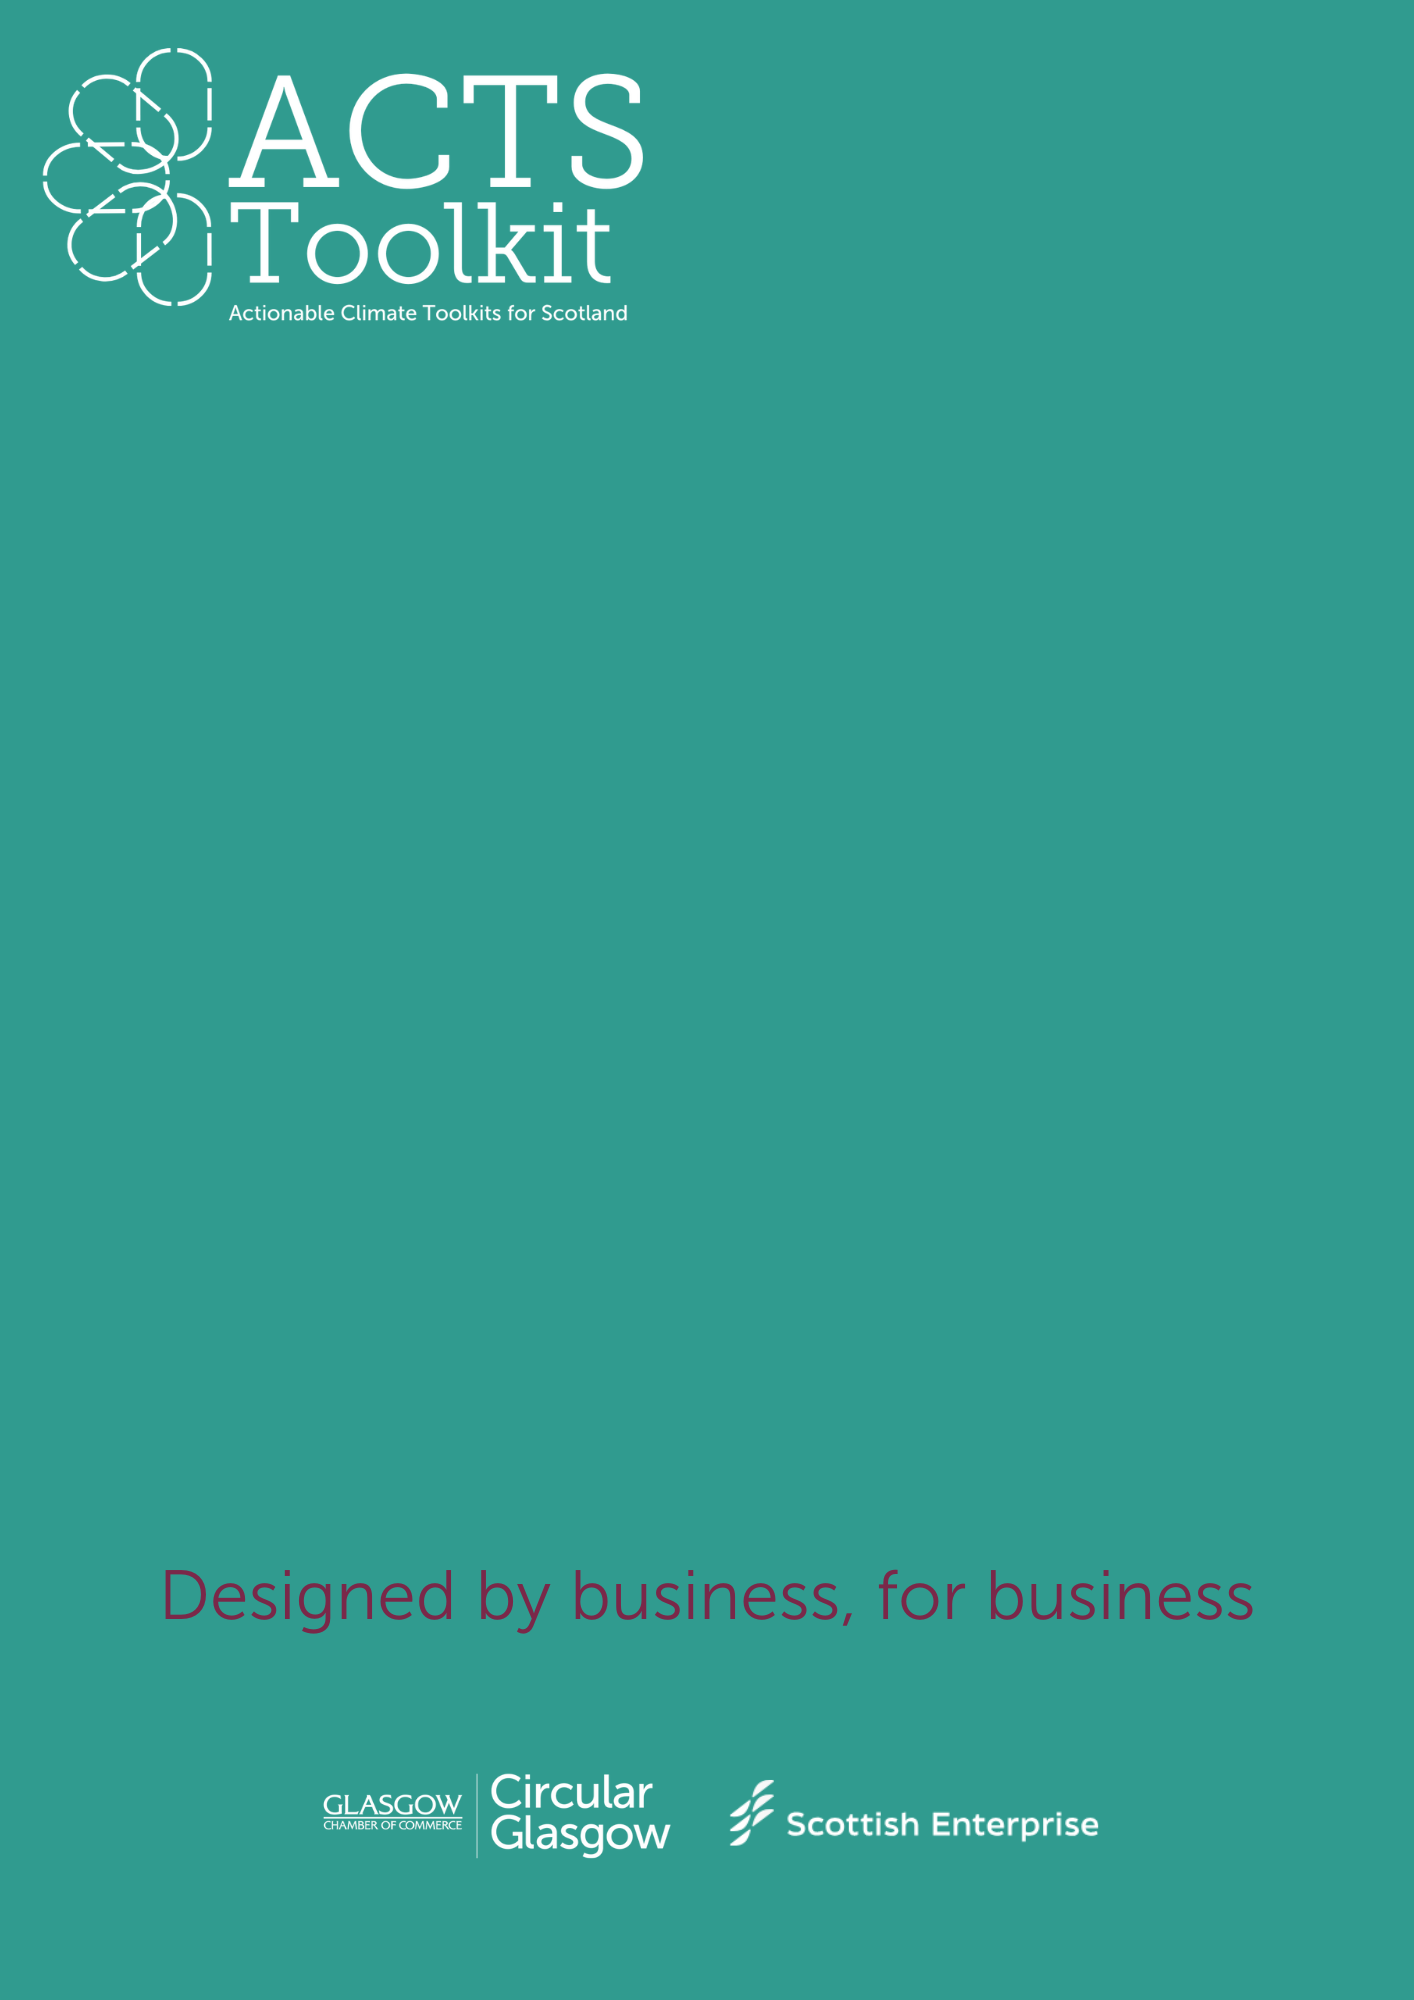 ACTS
Toolkit
Actionable Climate Toolkits for Scotland
Designed by business, for business
GLASGOW
CHAMBER OF COMMERCE
Circular
Glasgow
Scottish Enterprise